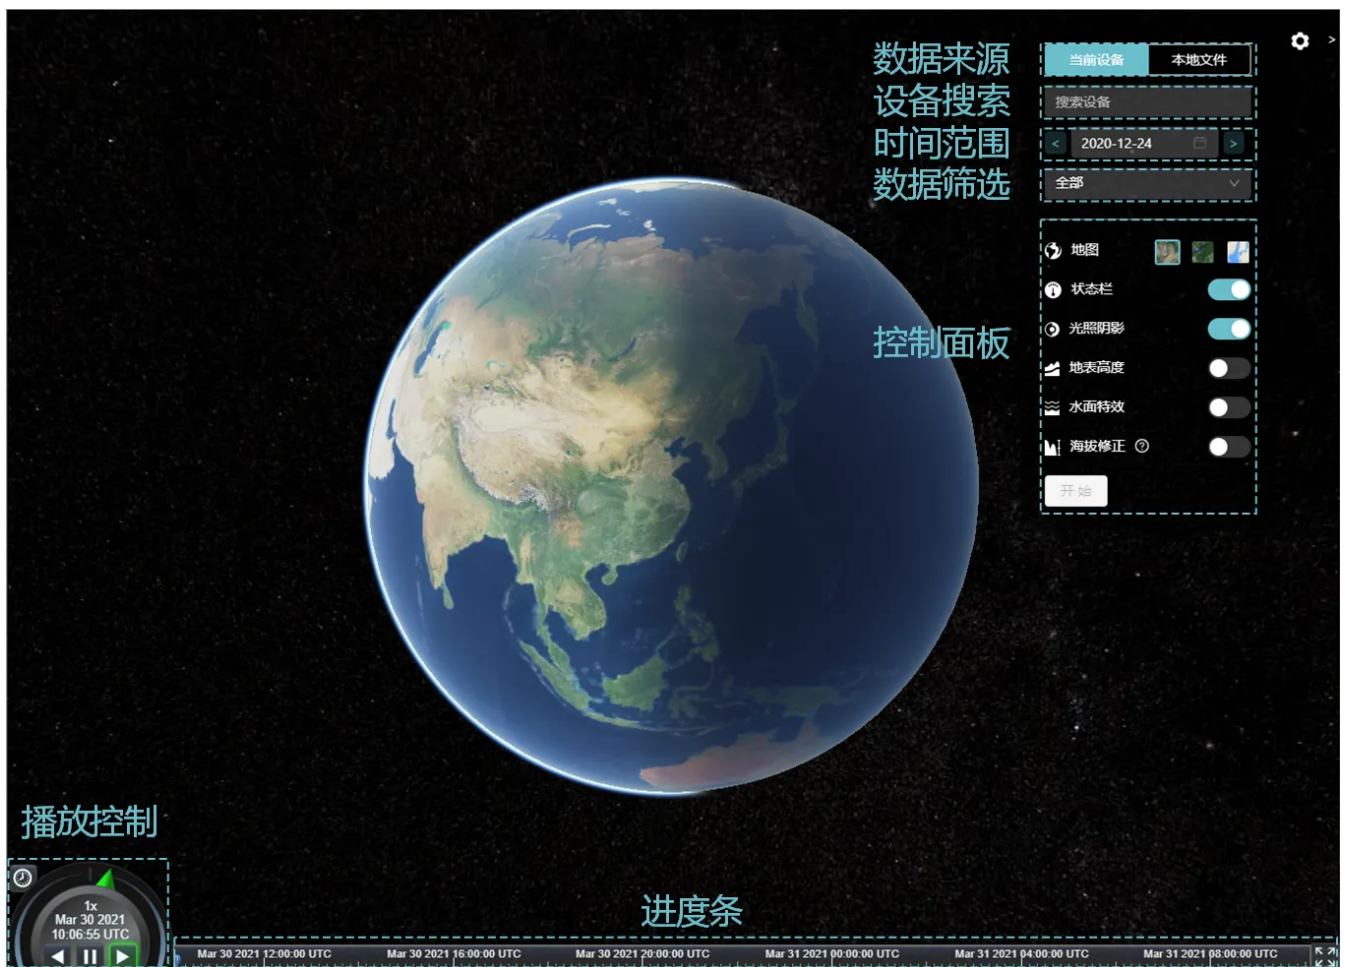 数据来源
当前设备 本地文件
设备搜索
搜索设备
时间范围
< 2020-12-24 >
数据筛选
全部
地图
状态栏
光照阴影
控制面板
地表高度
水面特效
海拔修正 ?
开始
播放控制
1x
Mar 30 2021
10:06:55 UTC
进度条
Mar 30 2021 12:00:00 UTC Mar 30 2021 16:00:00 UTC Mar 30 2021 20:00:00 UTC Mar 31 2021 00:00:00 UTC Mar 31 2021 04:00:00 UTC Mar 31 2021 08:00:00 UTC